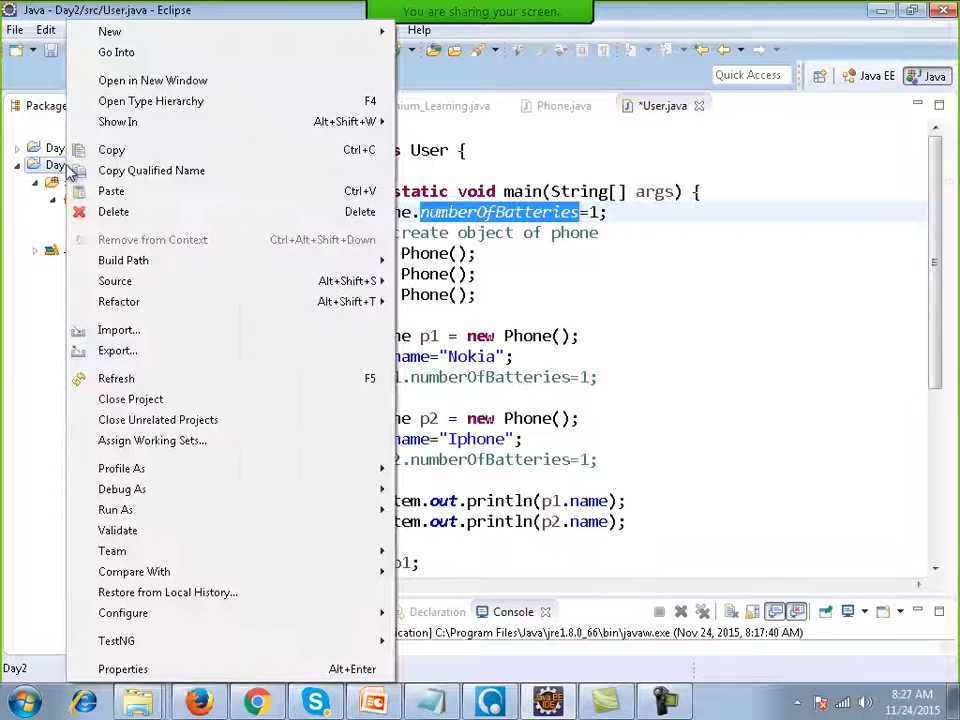 Java - Day2/src/User.java - Eclipse
You are sharing your screen.
File Edit
Help
Quick Access
Java EE
Java
Package
nium_Learning.java
Phone.java
*User.java
Day
Day
New
Go Into
Open in New Window
Open Type Hierarchy F4
Show In Alt+Shift+W
Copy Ctrl+C
Copy Qualified Name
Paste Ctrl+V
Delete Delete
Remove from Context Ctrl+Alt+Shift+Down
Build Path
Source Alt+Shift+S
Refactor Alt+Shift+T
Import...
Export...
Refresh F5
Close Project
Close Unrelated Projects
Assign Working Sets...
Profile As
Debug As
Run As
Validate
Team
Compare With
Restore from Local History...
Configure
TestNG
Properties Alt+Enter
s User {
static void main(String[] args) {
ne.numberOfBatteries=1;
create object of phone
Phone();
Phone();
Phone();
ne p1 = new Phone();
name="Nokia";
1.numberOfBatteries=1;
ne p2 = new Phone();
name="Iphone";
2.numberOfBatteries=1;
tem.out.println(p1.name);
tem.out.println(p2.name);
p1;
Declaration
Console
ication] C:\Program Files\Java\jre1.8.0_66\bin\javaw.exe (Nov 24, 2015, 8:17:40 AM)
Day2
8:27 AM
11/24/2015